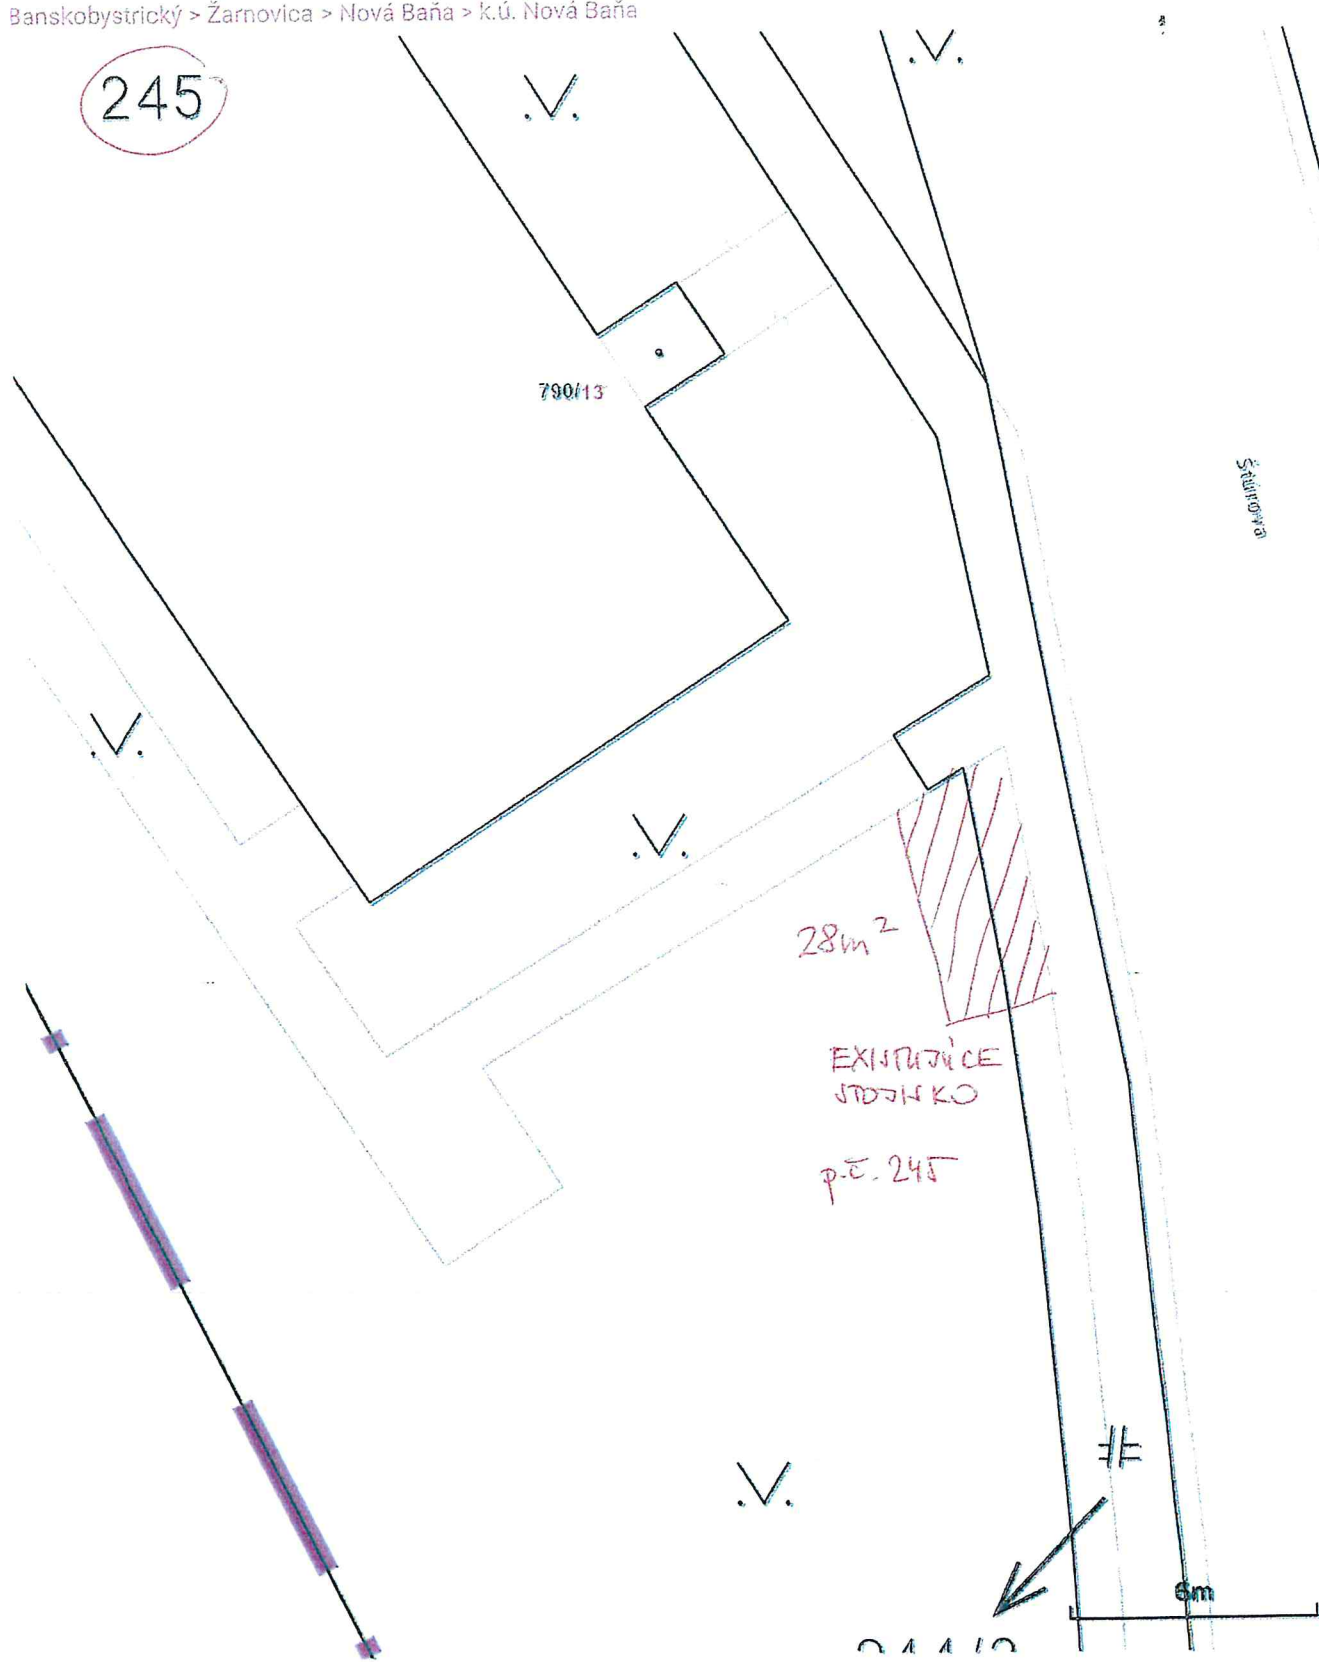 Banskobystrický > Žarnovica > Nová Baňa > k.ú. Nová Baňa
245
790/13
Štúrova
28m²
EXISTUJÚCE
STOJISKO
p.č. 245
6m